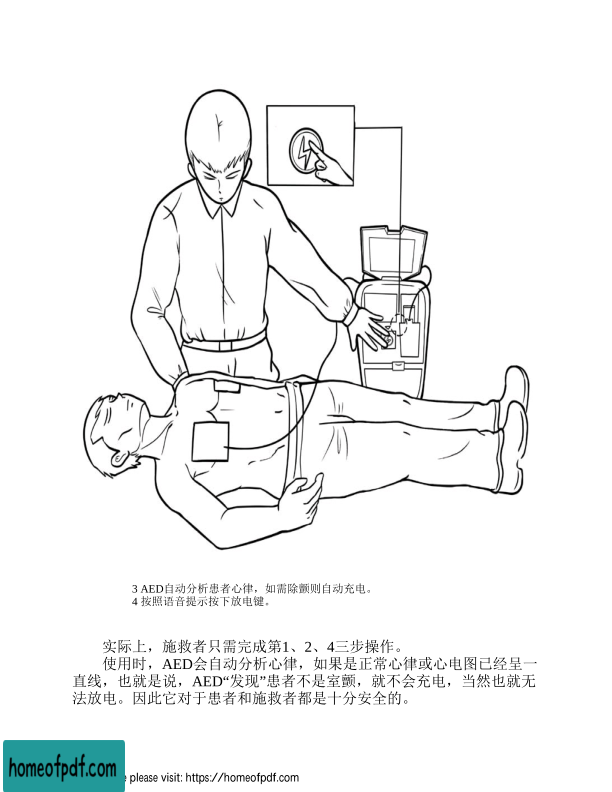 3 AED自动分析患者心律，如需除颤则自动充电。
4 按照语音提示按下放电键。
实际上，施救者只需完成第1、2、4三步操作。
使用时，AED会自动分析心律，如果是正常心律或心电图已经呈一
直线，也就是说，AED“发现”患者不是室颤，就不会充电，当然也就无
法放电。因此它对于患者和施救者都是十分安全的。
homeofpdf.com
please visit: https://homeofpdf.com